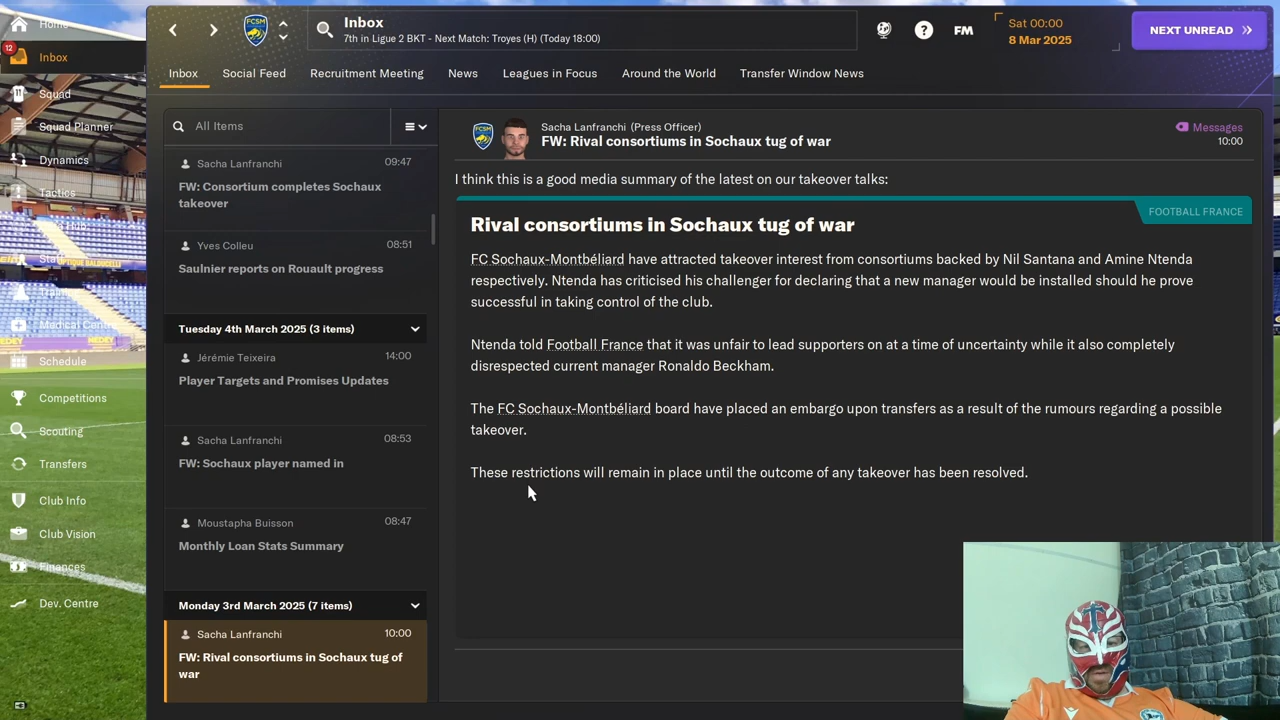 Home
12
Inbox
Squad
Squad Planner
Dynamics
Tactics
Medical Centre
Schedule
Competitions
Scouting
Transfers
Club Info
Club Vision
Finances
Dev. Centre
FCSM
Inbox
7th in Ligue 2 BKT - Next Match: Troyes (H) (Today 18:00)
FM
Sat 00:00
8 Mar 2025
NEXT UNREAD
Inbox
Social Feed
Recruitment Meeting
News
Leagues in Focus
Around the World
Transfer Window News
All Items
Sacha Lanfranchi
09:47
FW: Consortium completes Sochaux
takeover
Yves Colleu
08:51
Saulnier reports on Rouault progress
Tuesday 4th March 2025 (3 items)
Jérémie Teixeira
14:00
Player Targets and Promises Updates
Sacha Lanfranchi
08:53
FW: Sochaux player named in
Moustapha Buisson
08:47
Monthly Loan Stats Summary
Monday 3rd March 2025 (7 items)
Sacha Lanfranchi
10:00
FW: Rival consortiums in Sochaux tug of
war
FCSM
Sacha Lanfranchi (Press Officer)
FW: Rival consortiums in Sochaux tug of war
Messages
10:00
I think this is a good media summary of the latest on our takeover talks:
FOOTBALL FRANCE
Rival consortiums in Sochaux tug of war
FC Sochaux-Montbéliard have attracted takeover interest from consortiums backed by Nil Santana and Amine Ntenda
respectively. Ntenda has criticised his challenger for declaring that a new manager would be installed should he prove
successful in taking control of the club.
Ntenda told Football France that it was unfair to lead supporters on at a time of uncertainty while it also completely
disrespected current manager Ronaldo Beckham.
The FC Sochaux-Montbéliard board have placed an embargo upon transfers as a result of the rumours regarding a possible
takeover.
These restrictions will remain in place until the outcome of any takeover has been resolved.